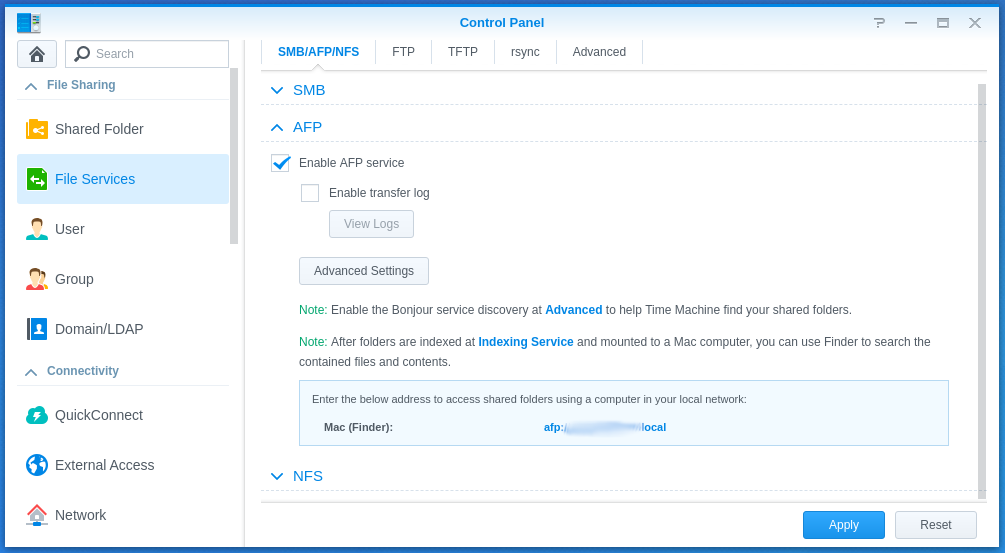 Control Panel
Search
File Sharing
Shared Folder
File Services
User
Group
Domain/LDAP
Connectivity
QuickConnect
External Access
Network
SMB/AFP/NFS
FTP
TFTP
rsync
Advanced
SMB
AFP
Enable AFP service
Enable transfer log
View Logs
Advanced Settings
Note: Enable the Bonjour service discovery at Advanced to help Time Machine find your shared folders.
Note: After folders are indexed at Indexing Service and mounted to a Mac computer, you can use Finder to search the
contained files and contents.
Enter the below address to access shared folders using a computer in your local network:
Mac (Finder): afp:/ local
NFS
Apply
Reset